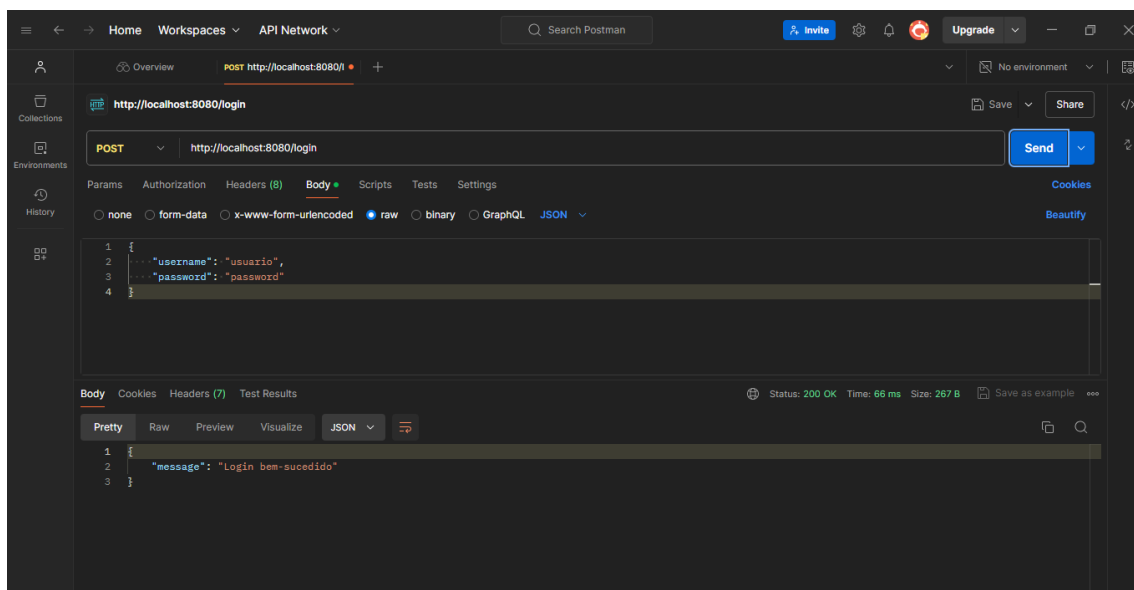 Home Workspaces API Network Search Postman Invite Upgrade
Overview POST http://localhost:8080/l No environment
HTTP http://localhost:8080/login Save Share
Collections
POST http://localhost:8080/login Send
Environments
Params Authorization Headers (8) Body Scripts Tests Settings Cookies
History
none form-data x-www-form-urlencoded raw binary GraphQL JSON Beautify
1 {
2 "username": "usuario",
3 "password": "password"
4 }
Body Cookies Headers (7) Test Results Status: 200 OK Time: 66 ms Size: 267 B Save as example
Pretty Raw Preview Visualize JSON
1 {
2 "message": "Login bem-sucedido"
3 }